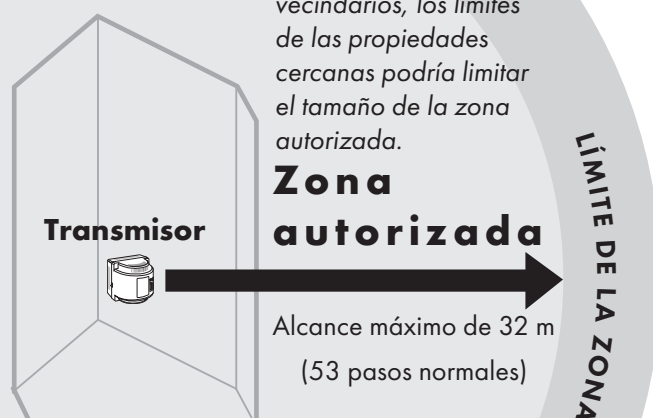 vecindarios, los límites
de las propiedades
cercanas podría limitar
el tamaño de la zona
autorizada.
Zona
autorizada
Transmisor
Alcance máximo de 32 m
(53 pasos normales)
LÍMITE DE LA ZONA